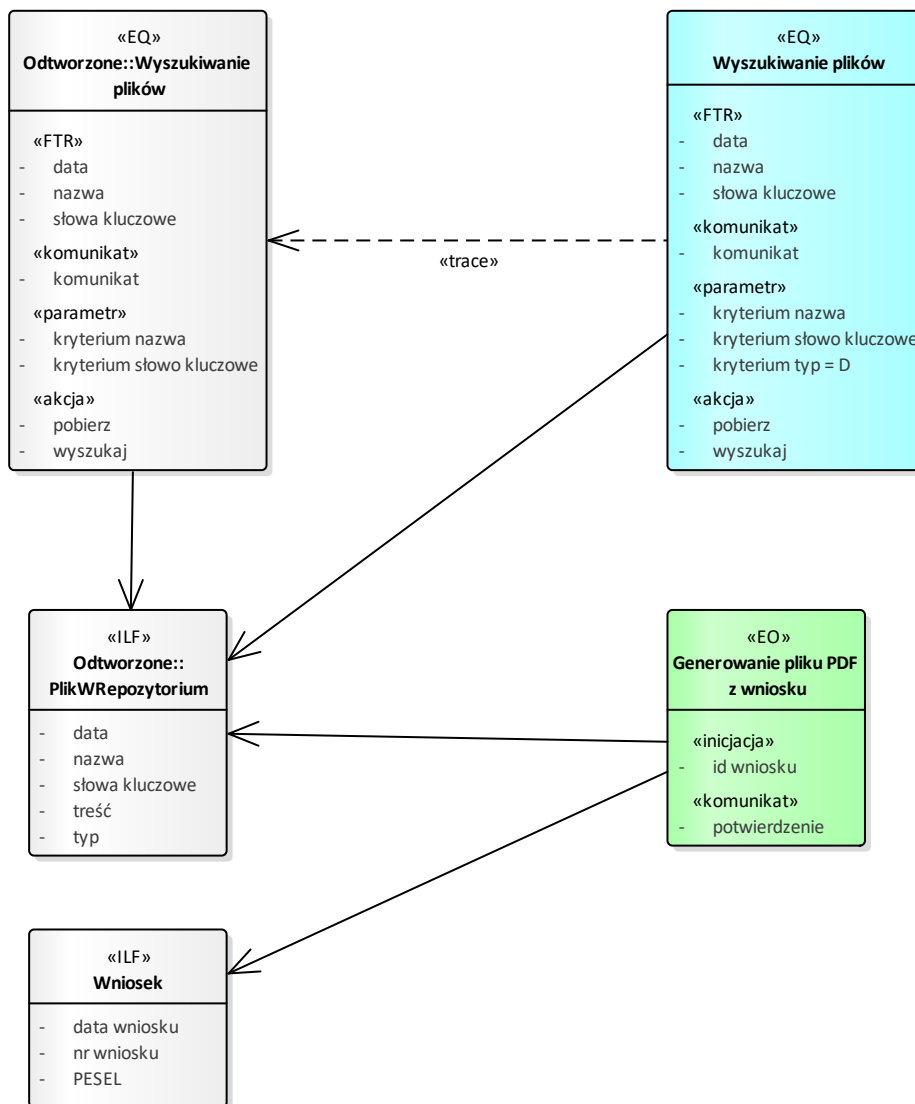 «EQ»
Odtworzone::Wyszukiwanie
plików
«FTR»
- data
- nazwa
- słowa kluczowe
«komunikat»
- komunikat
«parametr»
- kryterium nazwa
- kryterium słowo kluczowe
«akcja»
- pobierz
- wyszukaj
«trace»
«EQ»
Wyszukiwanie plików
«FTR»
- data
- nazwa
- słowa kluczowe
«komunikat»
- komunikat
«parametr»
- kryterium nazwa
- kryterium słowo kluczowe
- kryterium typ = D
«akcja»
- pobierz
- wyszukaj
«ILF»
Odtworzone::
PlikWRepozytorium
- data
- nazwa
- słowa kluczowe
- treść
- typ
«EO»
Generowanie pliku PDF
z wniosku
«inicjacja»
- id wniosku
«komunikat»
- potwierdzenie
«ILF»
Wniosek
- data wniosku
- nr wniosku
- PESEL